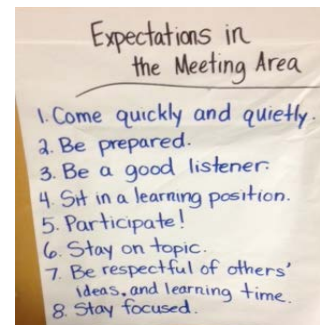 Expectations in
the Meeting Area
1. Come quickly and quietly.
2. Be prepared.
3. Be a good listener.
4. Sit in a learning position.
5. Participate!
6. Stay on topic.
7. Be respectful of others'
ideas, and learning time.
8. Stay focused.